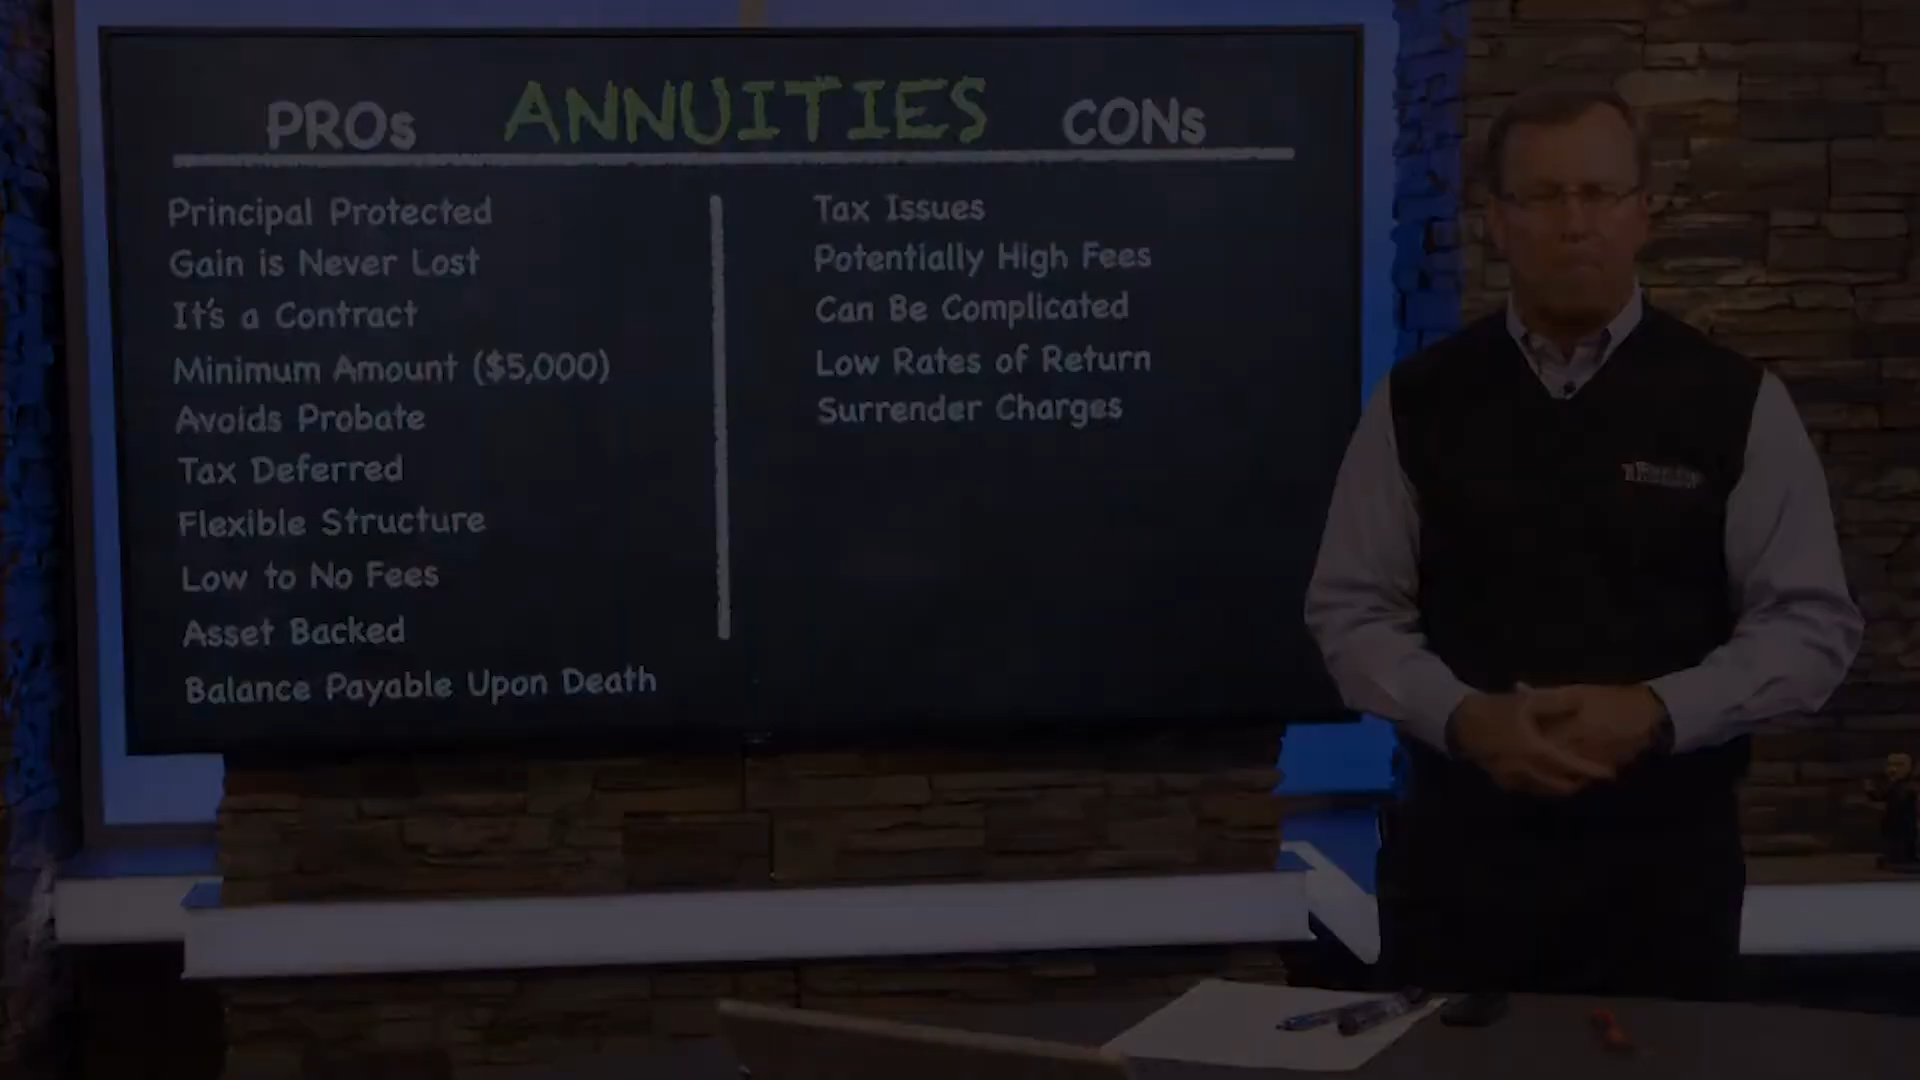 PROs ANNUITIES CONs
Principal Protected
Gain is Never Lost
It's a Contract
Minimum Amount ($5,000)
Avoids Probate
Tax Deferred
Flexible Structure
Low to No Fees
Asset Backed
Balance Payable Upon Death
Tax Issues
Potentially High Fees
Can Be Complicated
Low Rates of Return
Surrender Charges